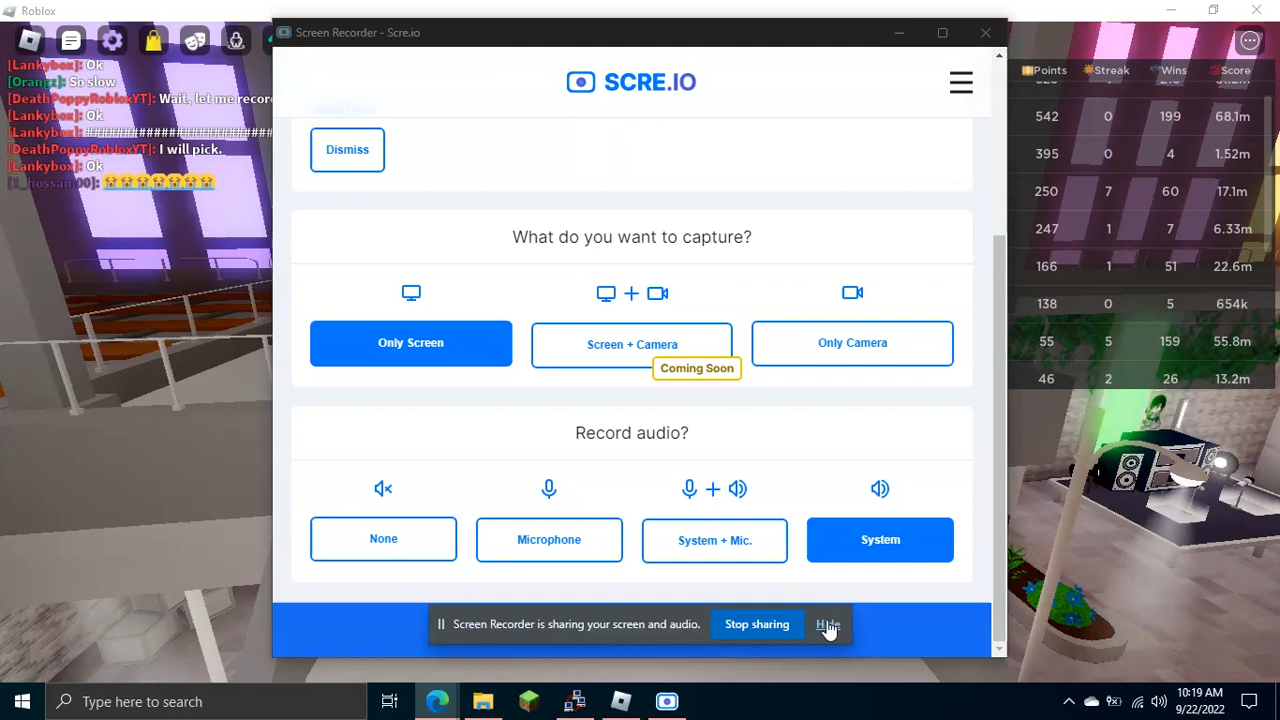 Roblox
Screen Recorder - Scre.io
SCRE.IO
[Lankybox]: Ok
[Orangz]: So slow
[DeathPoppyRobloxYT]: Wait, let me recor
[Lankybox]: Ok
[Lankybox]: ##########################
[DeathPoppyRobloxYT]: I will pick.
[Lankybox]: Ok
Points Streak Wins Score
542 0 199 68.1m
395 0 4 1.52m
250 7 60 17.1m
247 1 7 6.33m
166 1 51 22.6m
138 0 5 654k
55 5 159 55.8m
46 2 26 13.2m
Dismiss
What do you want to capture?
Only Screen
Screen + Camera
Only Camera
Coming Soon
Record audio?
None
Microphone
System + Mic.
System
Screen Recorder is sharing your screen and audio.
Stop sharing
Hide
Type here to search
10:19 AM
9/22/2022